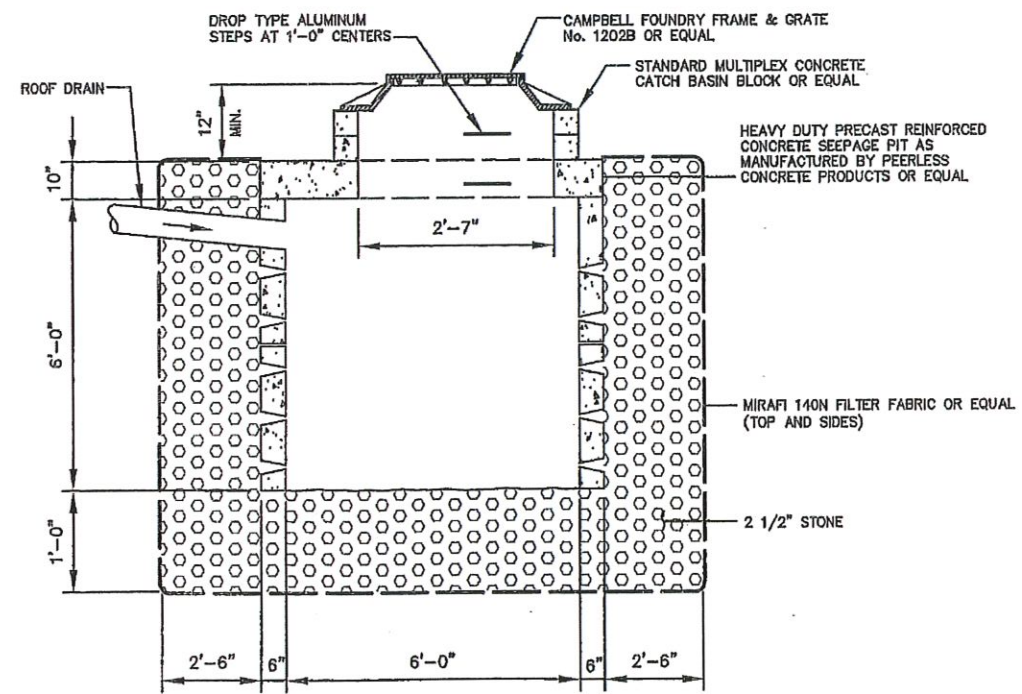 DROP TYPE ALUMINUM
STEPS AT 1'-0" CENTERS
CAMPBELL FOUNDRY FRAME & GRATE
No. 1202B OR EQUAL
STANDARD MULTIPLEX CONCRETE
CATCH BASIN BLOCK OR EQUAL
ROOF DRAIN
12"
MIN.
HEAVY DUTY PRECAST REINFORCED
CONCRETE SEEPAGE PIT AS
MANUFACTURED BY PEERLESS
CONCRETE PRODUCTS OR EQUAL
10"
2'-7"
6'-0"
MIRAFI 140N FILTER FABRIC OR EQUAL
(TOP AND SIDES)
2 1/2" STONE
1'-0"
2'-6"
6"
6'-0"
6"
2'-6"